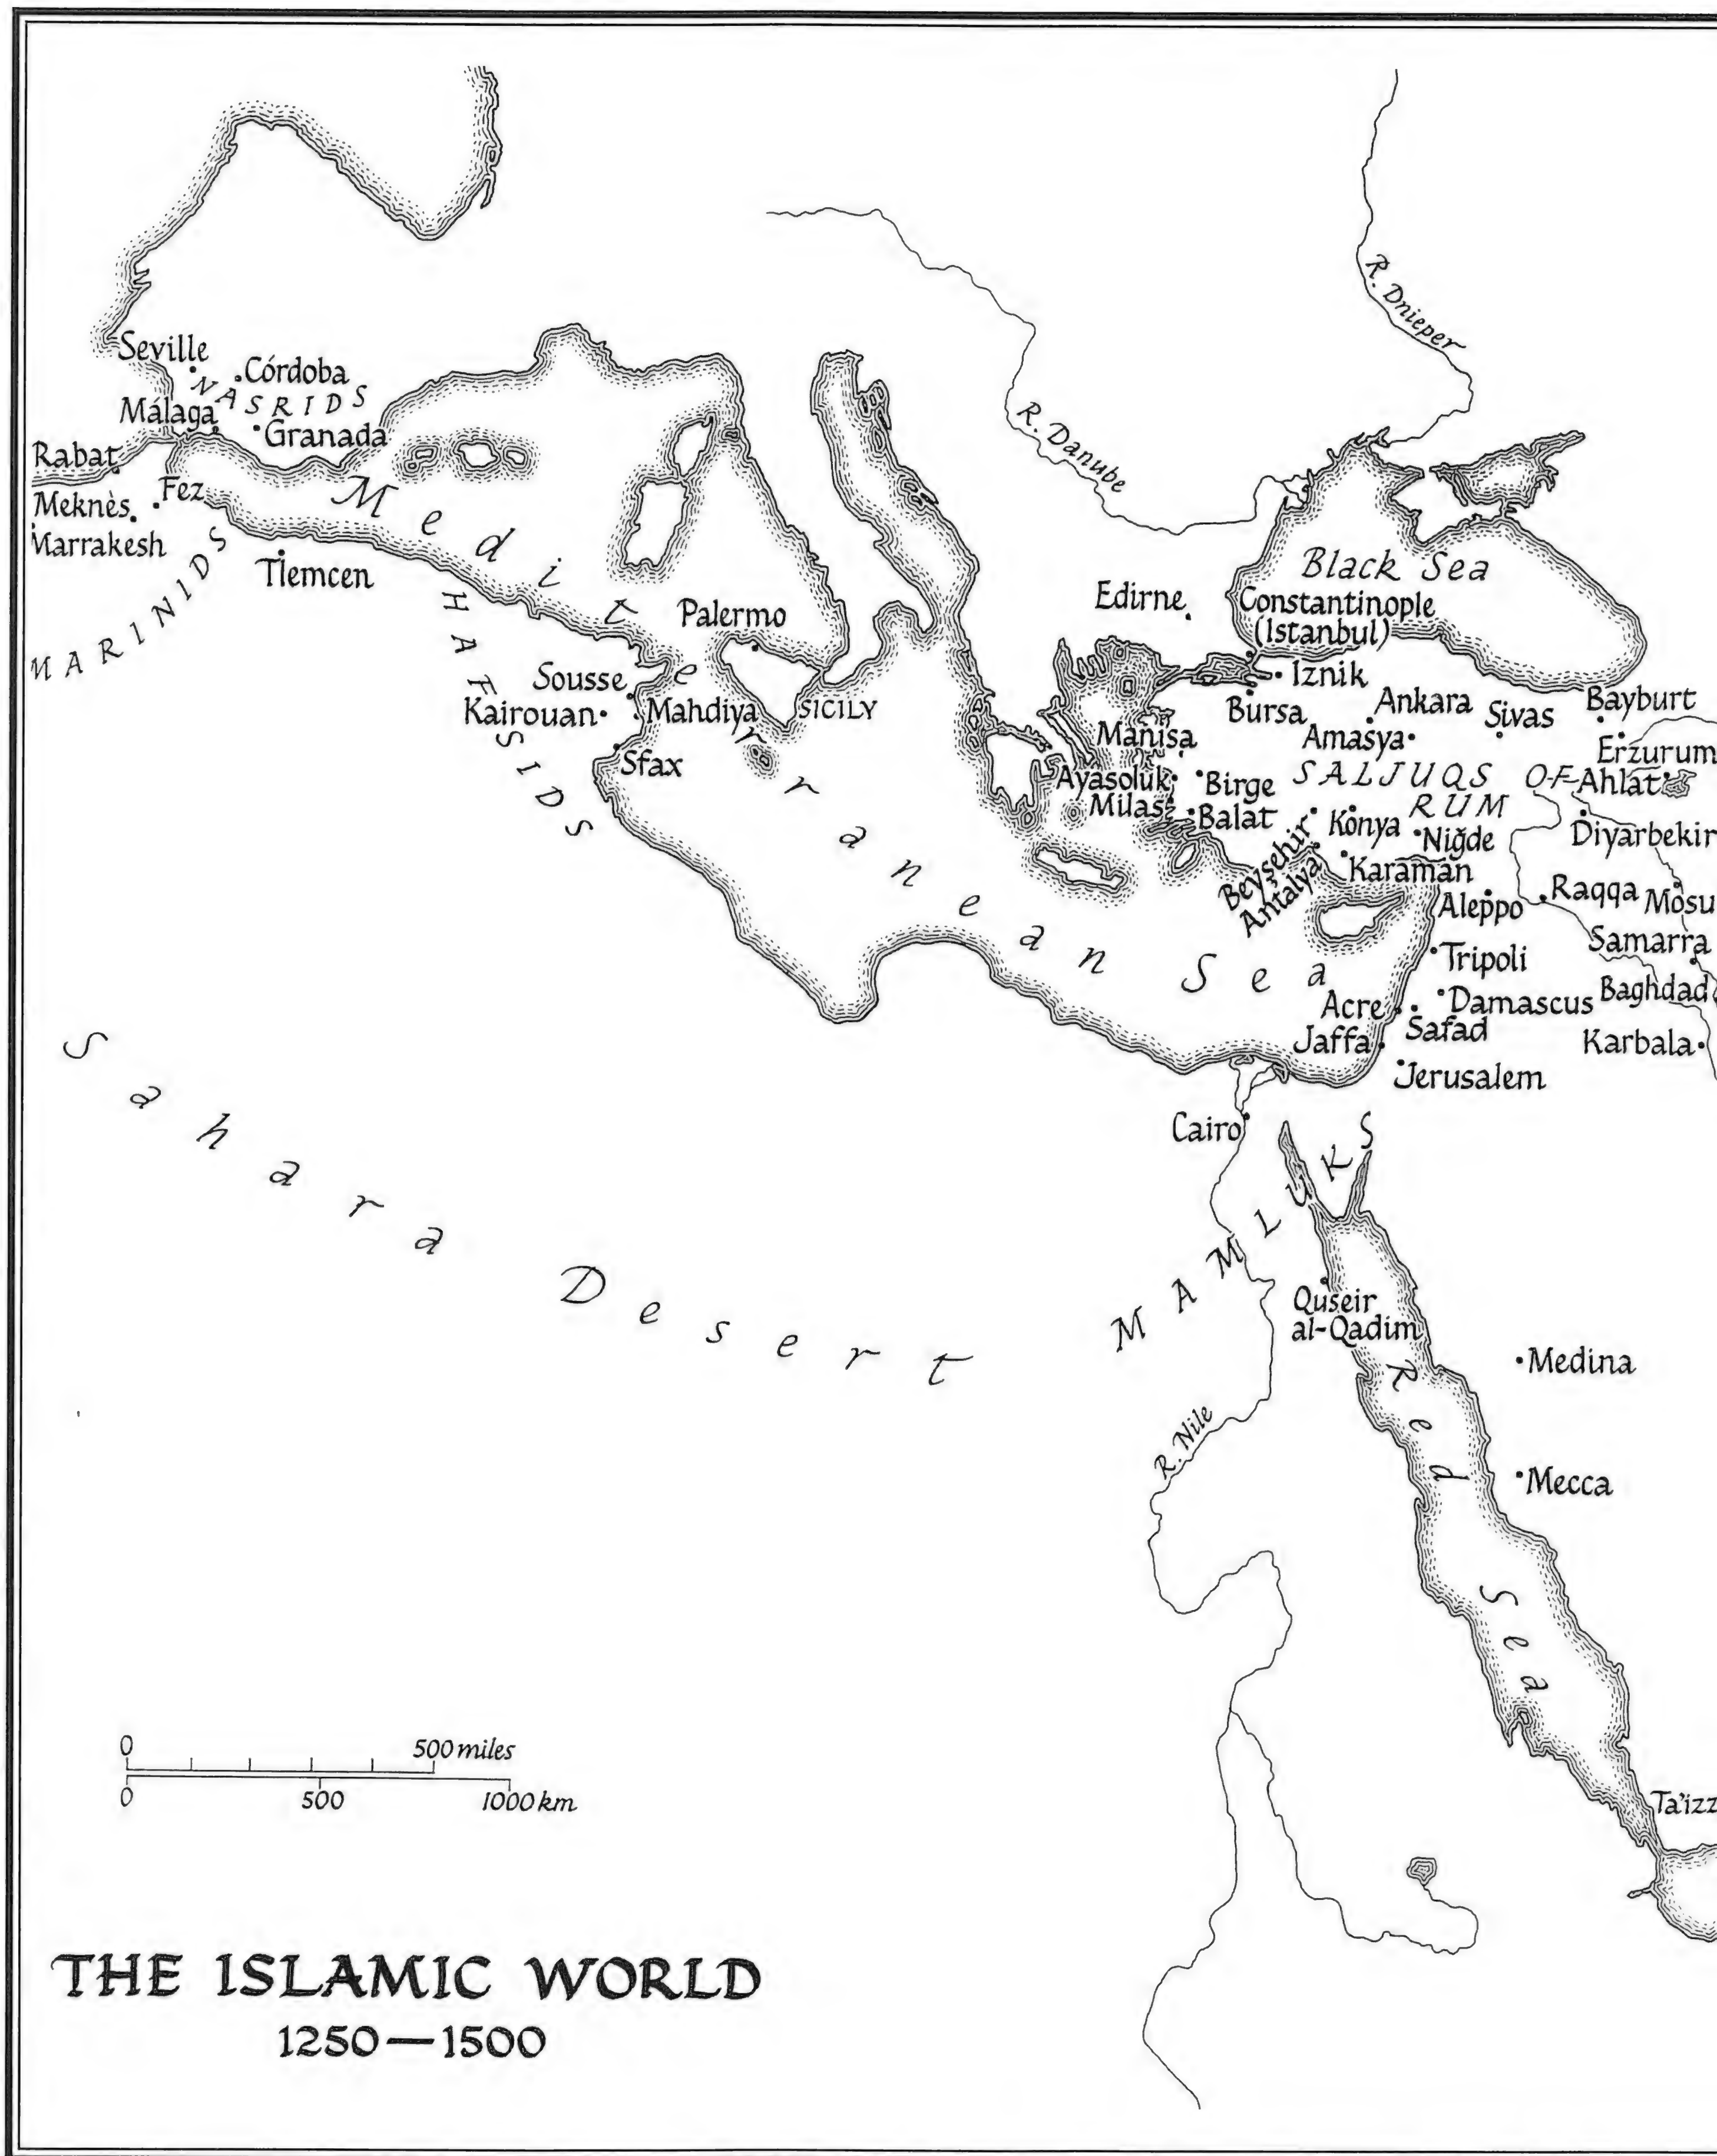 R. Dnieper
Seville
Córdoba
NASRIDS
Málaga
Granada
R. Danube
Rabat
Fez
Meknès
Marrakesh
MARINIDS
Tlemcen
Mediterranean Sea
HAFSIDS
Black Sea
Edirne
Constantinople
(Istanbul)
Palermo
Iznik
Sousse
Kairouan
Mahdiya
SICILY
Sfax
Bursa
Ankara
Sivas
Bayburt
Manisa
Amasya
Erzurum
Ayasoluk
Birge
SALJUQS OF
RUM
Ahlat
Milas
Balat
Konya
Niğde
Diyarbekir
Beyşehir
Antalya
Karaman
Aleppo
Raqqa
Mosu
Samarra
Tripoli
Baghdad
Damascus
Acre
Safad
Jaffa
Karbala
Jerusalem
Sahara Desert
Cairo
MAMLUKS
Quseir
al-Qadim
Medina
Red Sea
R. Nile
Mecca
0 500 miles
0 500 1000 km
Ta'izz
THE ISLAMIC WORLD
1250—1500